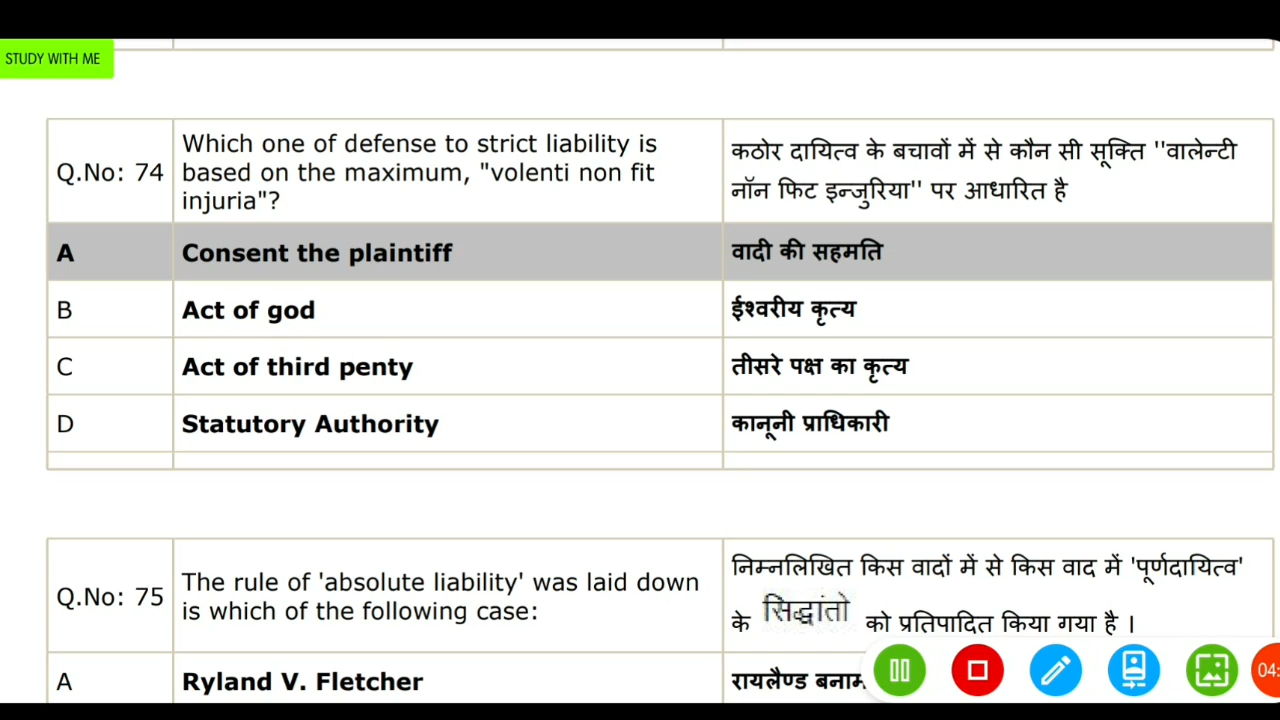 STUDY WITH ME
Q.No: 74
Which one of defense to strict liability is
based on the maximum, "volenti non fit
injuria"?
कठोर दायित्व के बचावों में से कौन सी सूक्ति ''वालेन्टी
नॉन फिट इन्जुरिया'' पर आधारित है
A
Consent the plaintiff
वादी की सहमति
B
Act of god
ईश्वरीय कृत्य
C
Act of third penty
तीसरे पक्ष का कृत्य
D
Statutory Authority
कानूनी प्राधिकारी
Q.No: 75
The rule of 'absolute liability' was laid down
is which of the following case:
निम्नलिखित किस वादों में से किस वाद में 'पूर्णदायित्व'
के सिद्धांतो को प्रतिपादित किया गया है ।
A
Ryland V. Fletcher
रायलैण्ड बनाम
04: